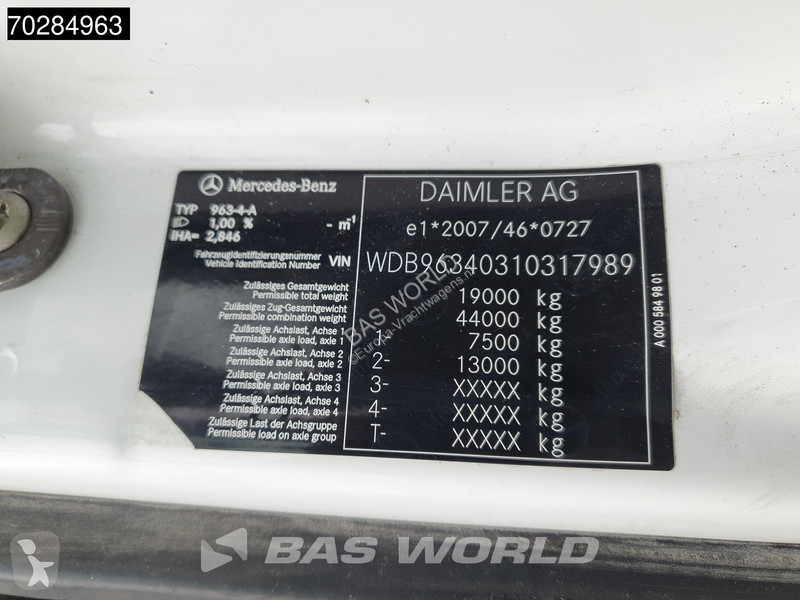 70284963
Mercedes-Benz
DAIMLER AG
TYP 963-4-A
1,00 % - m⁻¹
IHA= 2,846
e1*2007/46*0727
Fahrzeugidentifizierungsnummer
Vehicle Identification Number VIN WDB96340310317989
Zulässiges Gesamtgewicht
Permissible total weight 19000 kg
Zulässiges Zug-Gesamtgewicht
Permissible combination weight 44000 kg
Zulässige Achslast, Achse 1
Permissible axle load, axle 1 1- 7500 kg
Zulässige Achslast, Achse 2
Permissible axle load, axle 2 2- 13000 kg
Zulässige Achslast, Achse 3
Permissible axle load, axle 3 3- XXXXX kg
Zulässige Achslast, Achse 4
Permissible axle load, axle 4 4- XXXXX kg
Zulässige Last der Achsgruppe
Permissible load on axle group T- XXXXX kg
A 000 584 98 01
BAS WORLD
©Europa-Vrachtwagens.nl
BAS WORLD